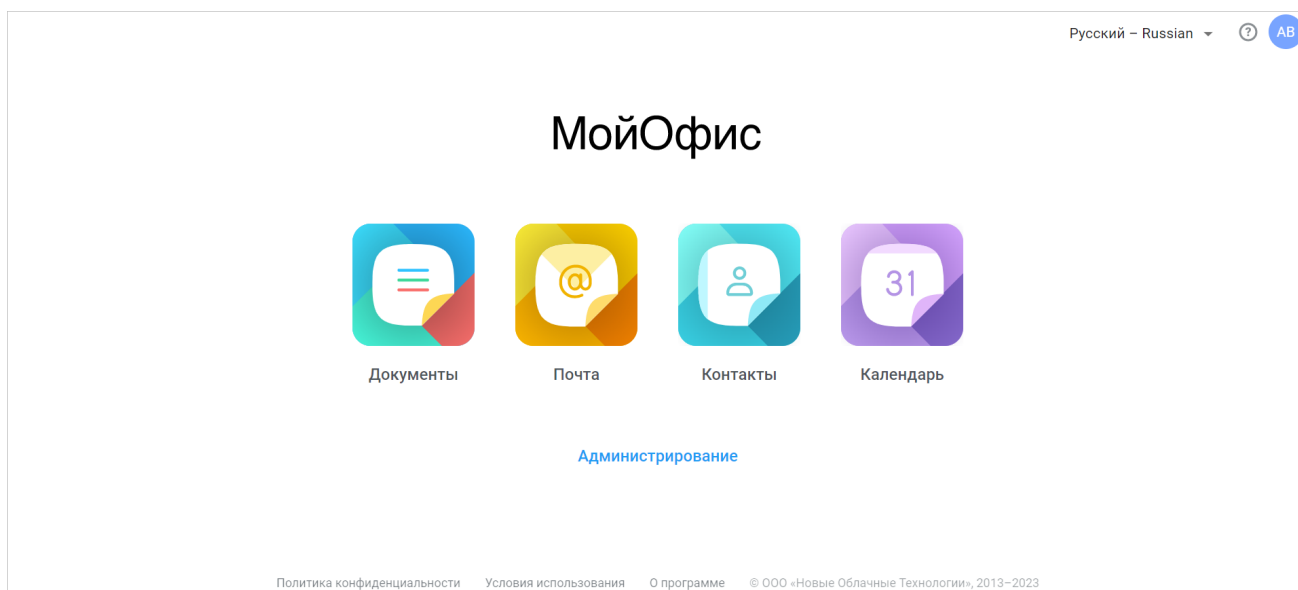 Русский – Russian
?
АВ
МойОфис
@
31
Документы
Почта
Контакты
Календарь
Администрирование
Политика конфиденциальности Условия использования О программе © ООО «Новые Облачные Технологии», 2013–2023